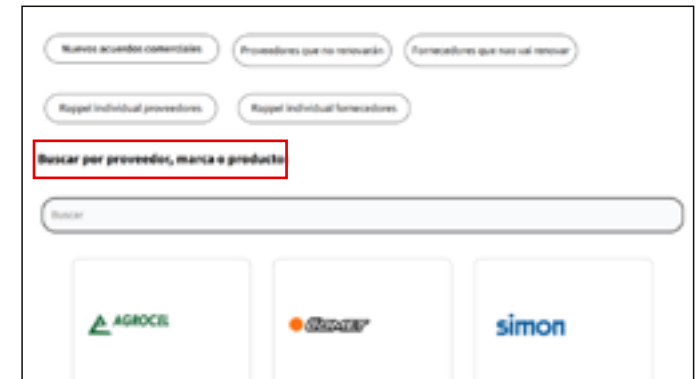 Nuevos acuerdos comerciales Proveedores que no renovarán Fornecedores que nao vai renovar
Rappel individual proveedores Rappel individual fornecedores
Buscar por proveedor, marca o producto
Buscar
AGROCEL COMET simon